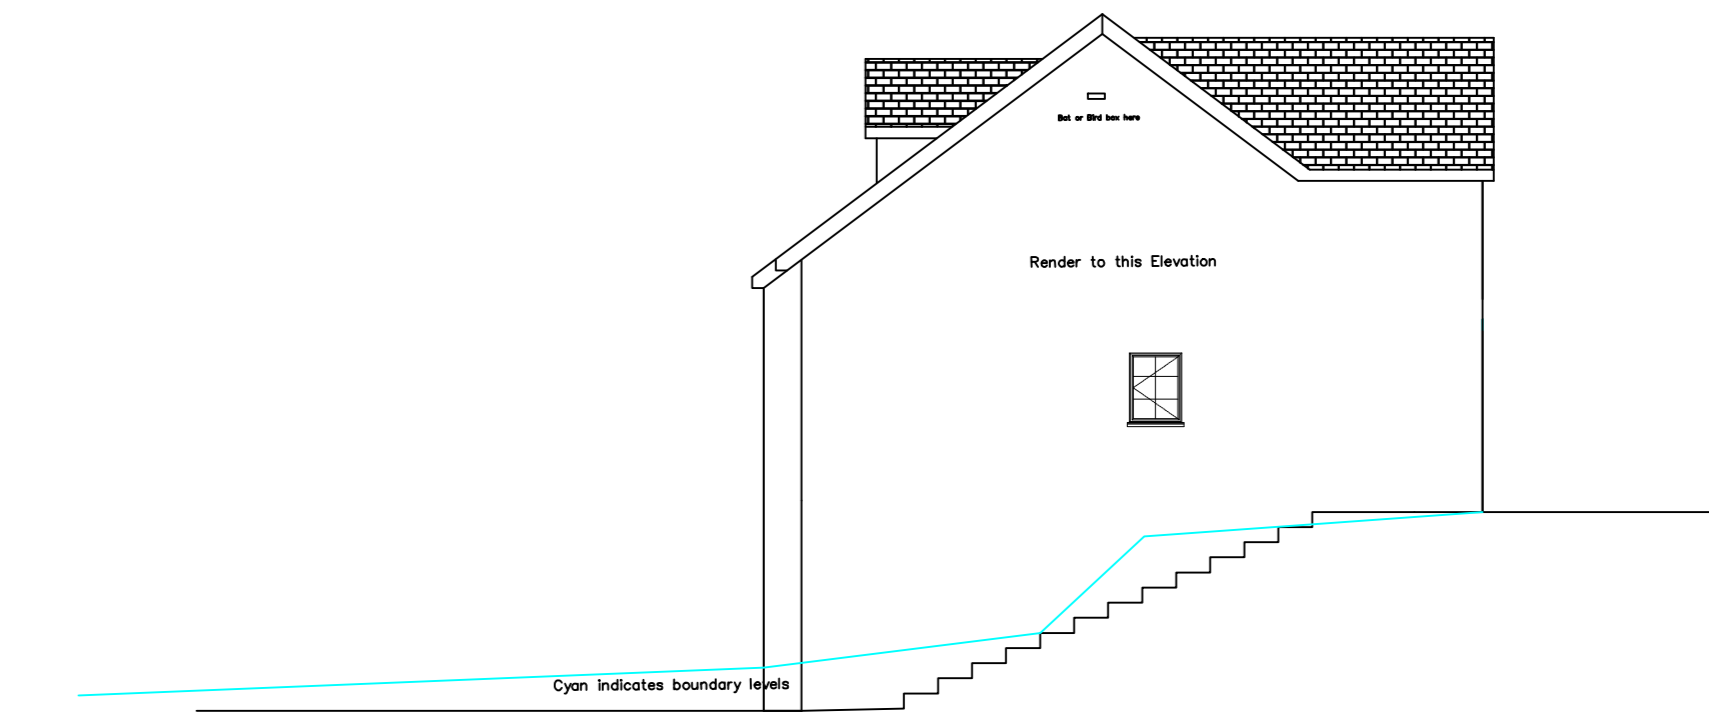 Bat or Bird box here
Render to this Elevation
Cyan indicates boundary levels